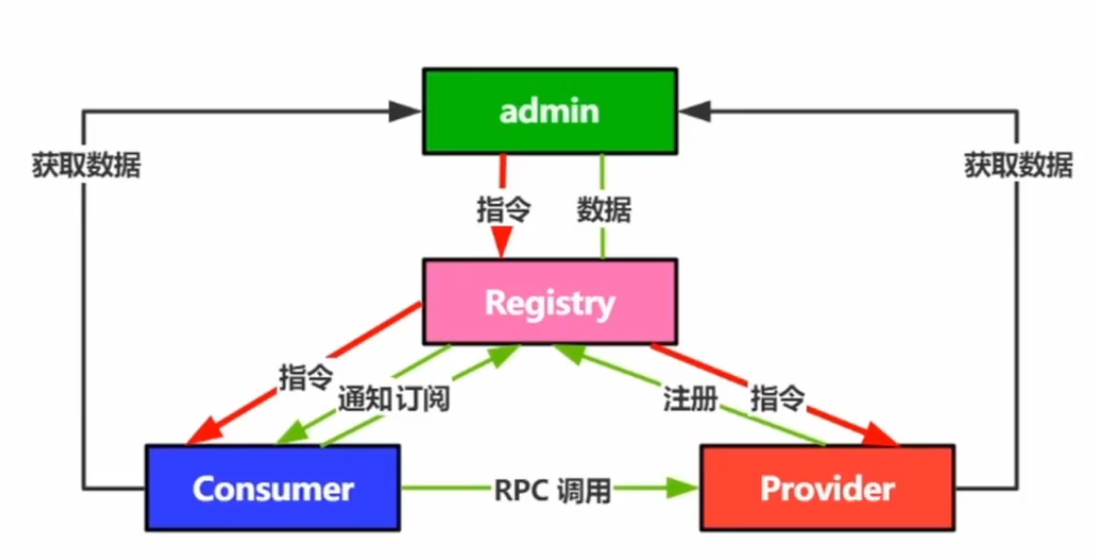 admin
获取数据
获取数据
指令
数据
Registry
指令
通知
订阅
注册
指令
Consumer
RPC 调用
Provider